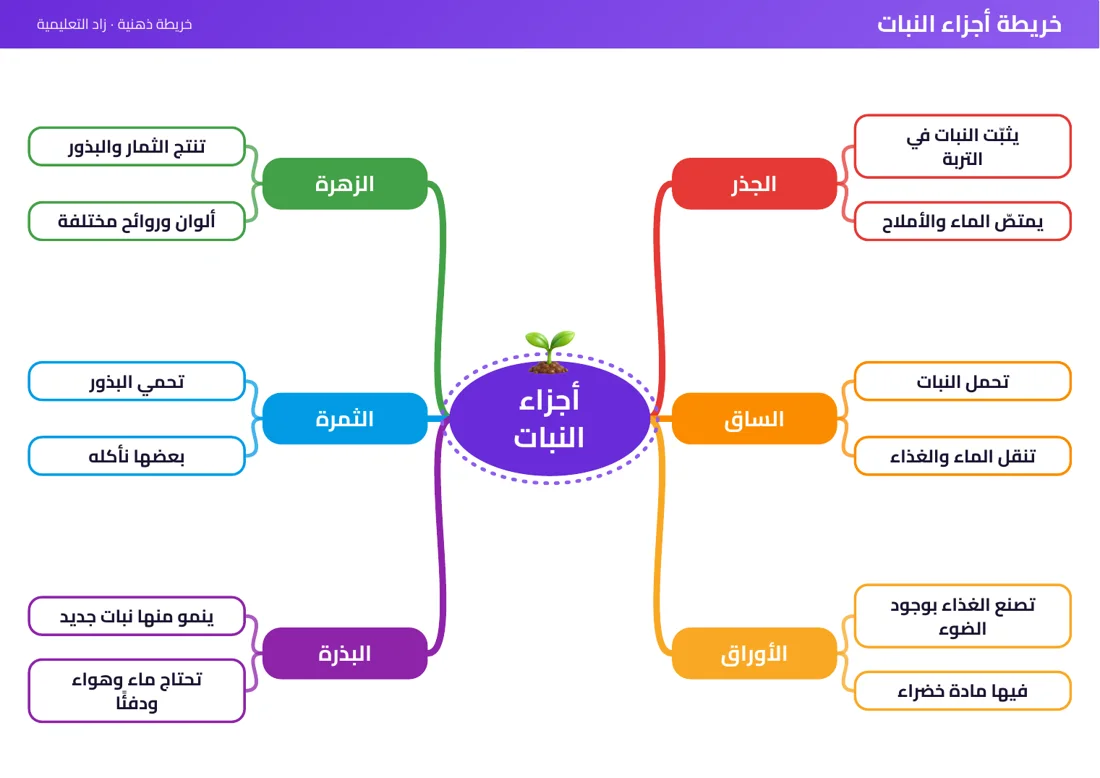 خريطة أجزاء النبات
خريطة ذهنية · زاد التعليمية
أجزاء
النبات
الجذر
يثبّت النبات في
التربة
يمتصّ الماء والأملاح
الساق
تحمل النبات
تنقل الماء والغذاء
الأوراق
تصنع الغذاء بوجود
الضوء
فيها مادة خضراء
الزهرة
تنتج الثمار والبذور
ألوان وروائح مختلفة
الثمرة
تحمي البذور
بعضها نأكله
البذرة
ينمو منها نبات جديد
تحتاج ماء وهواء
ودفئًا